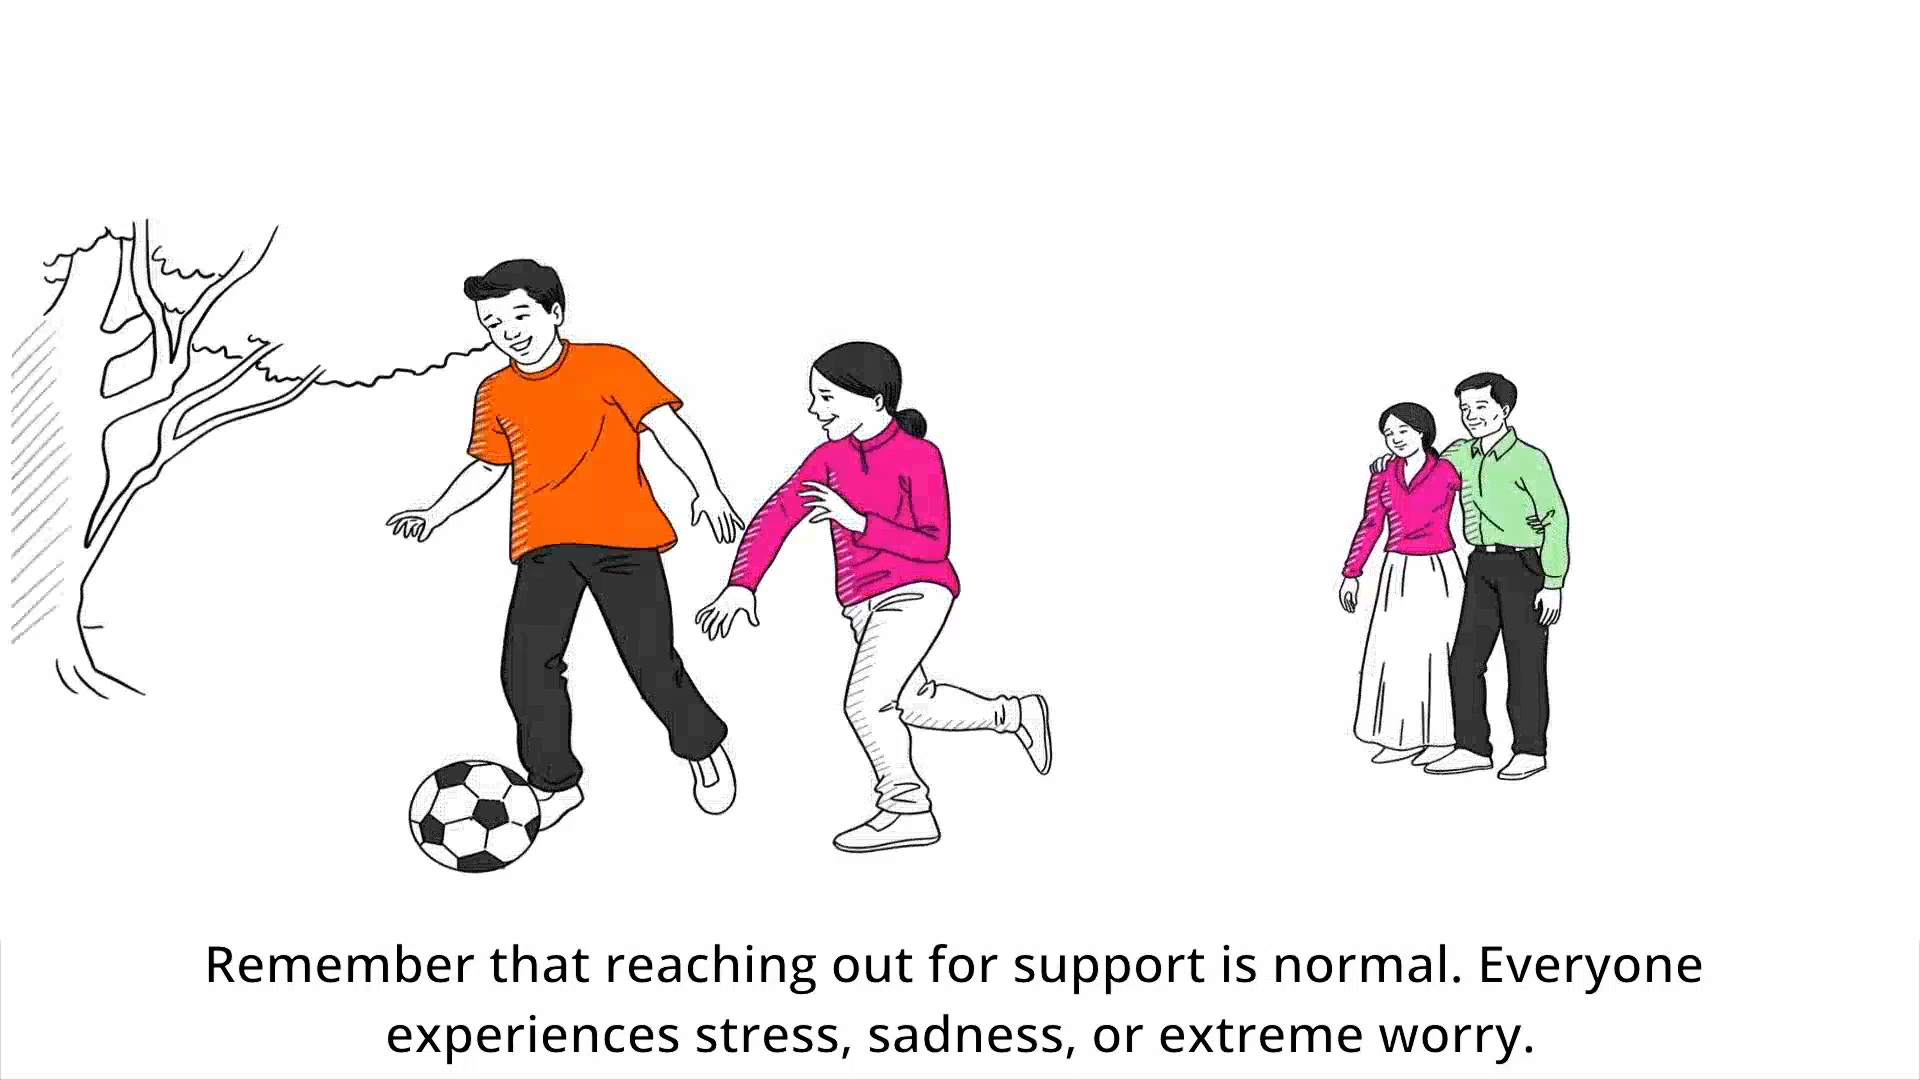 Remember that reaching out for support is normal. Everyone
experiences stress, sadness, or extreme worry.